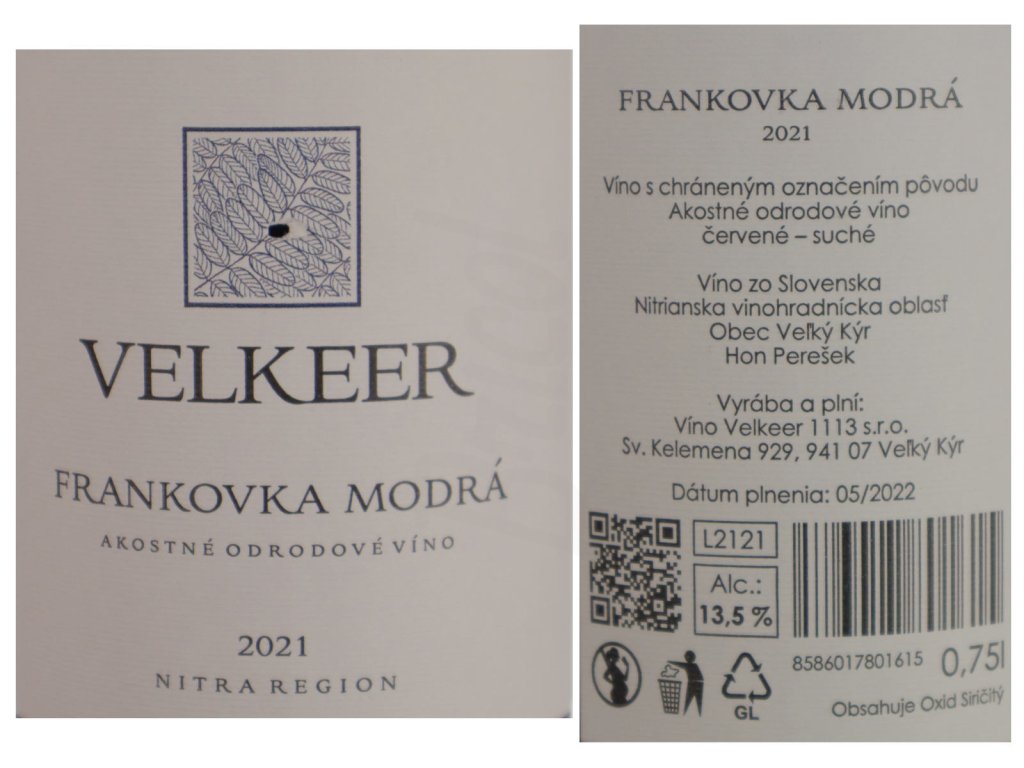 VELKEER
FRANKOVKA MODRÁ
AKOSTNÉ ODRODOVÉ VÍNO
2021
NITRA REGION
FRANKOVKA MODRÁ
2021
Víno s chráneným označením pôvodu
Akostné odrodové víno
červené – suché
Víno zo Slovenska
Nitrianska vinohradnícka oblasť
Obec Veľký Kýr
Hon Perešek
Vyrába a plní:
Víno Velkeer 1113 s.r.o.
Sv. Kelemena 929, 941 07 Veľký Kýr
Dátum plnenia: 05/2022
L2121
Alc.:
13,5 %
GL
8586017801615
0,75l
Obsahuje Oxid Siričitý